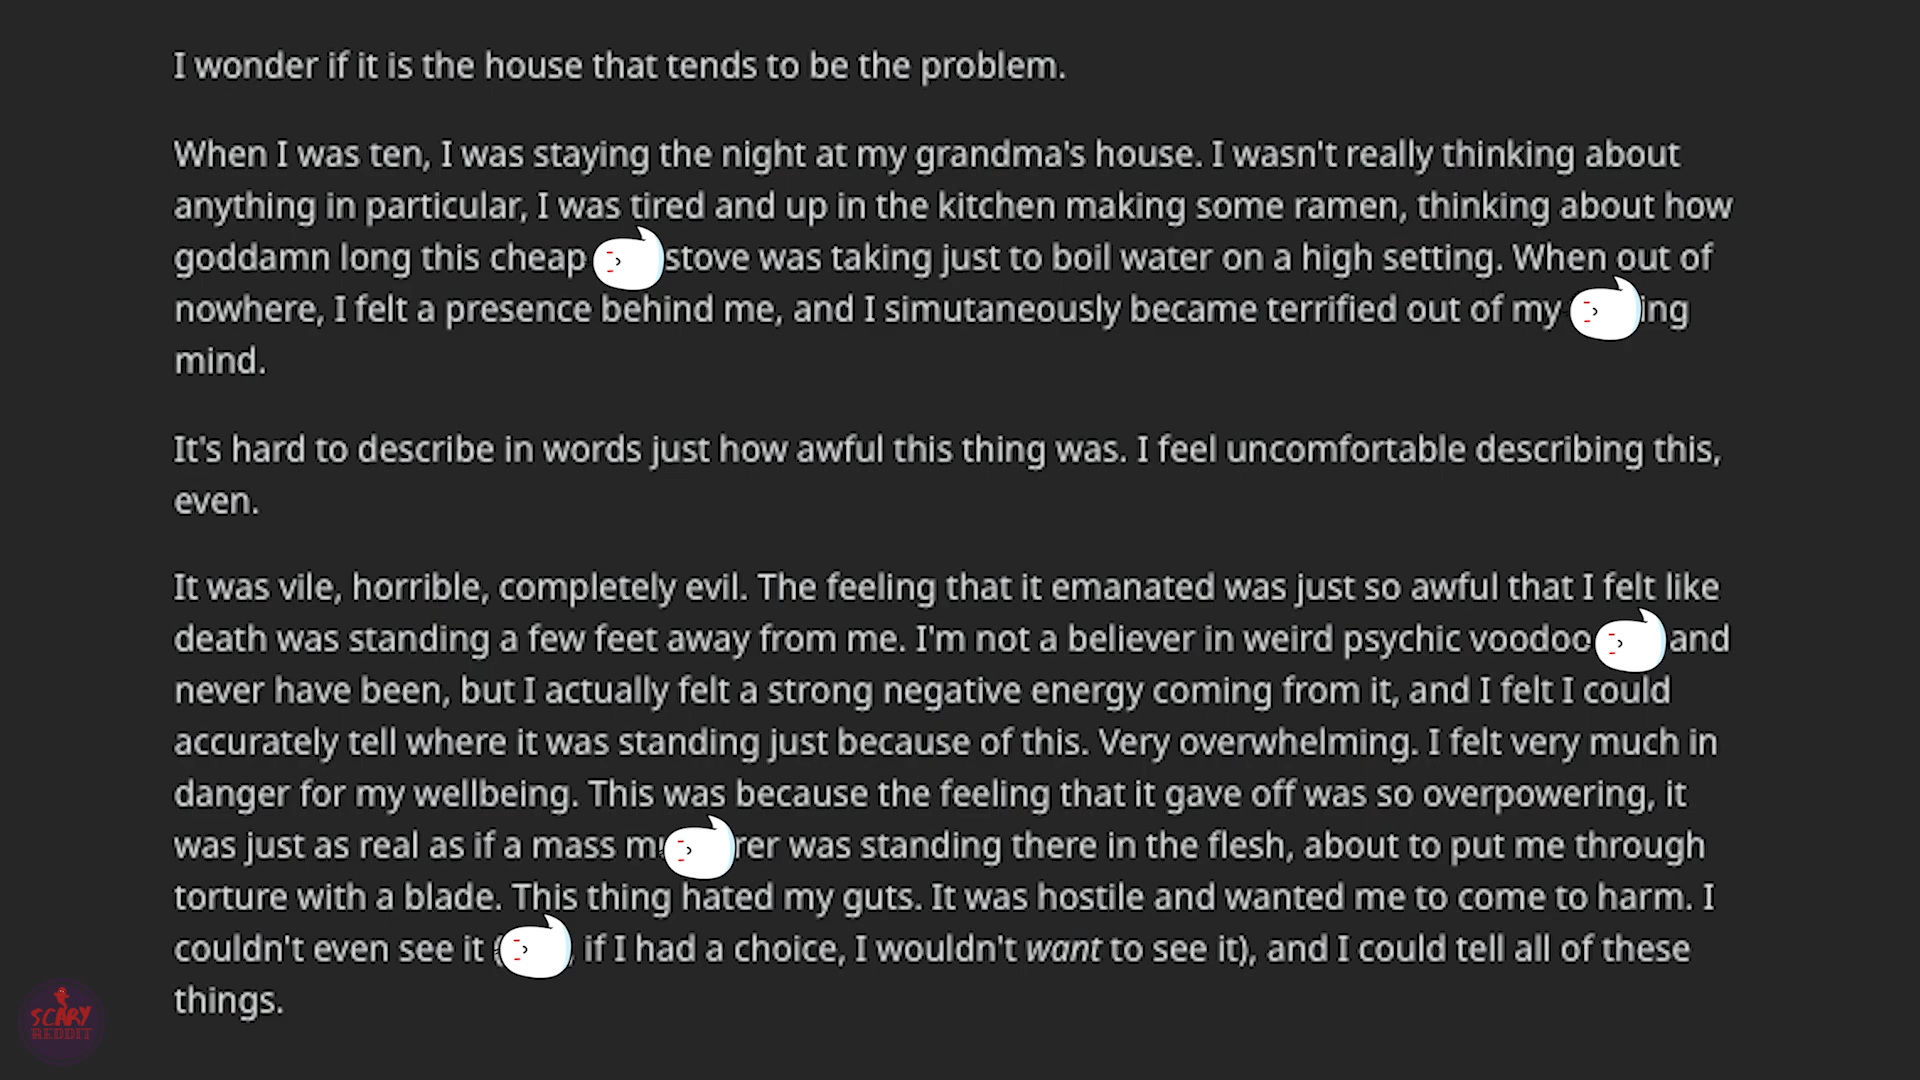 I wonder if it is the house that tends to be the problem.
When I was ten, I was staying the night at my grandma's house. I wasn't really thinking about
anything in particular, I was tired and up in the kitchen making some ramen, thinking about how
goddamn long this cheap stove was taking just to boil water on a high setting. When out of
nowhere, I felt a presence behind me, and I simutaneously became terrified out of my ing
mind.
It's hard to describe in words just how awful this thing was. I feel uncomfortable describing this,
even.
It was vile, horrible, completely evil. The feeling that it emanated was just so awful that I felt like
death was standing a few feet away from me. I'm not a believer in weird psychic voodoo and
never have been, but I actually felt a strong negative energy coming from it, and I felt I could
accurately tell where it was standing just because of this. Very overwhelming. I felt very much in
danger for my wellbeing. This was because the feeling that it gave off was so overpowering, it
was just as real as if a mass m rer was standing there in the flesh, about to put me through
torture with a blade. This thing hated my guts. It was hostile and wanted me to come to harm. I
couldn't even see it ( , if I had a choice, I wouldn't want to see it), and I could tell all of these
things.
SCARY
REDDIT